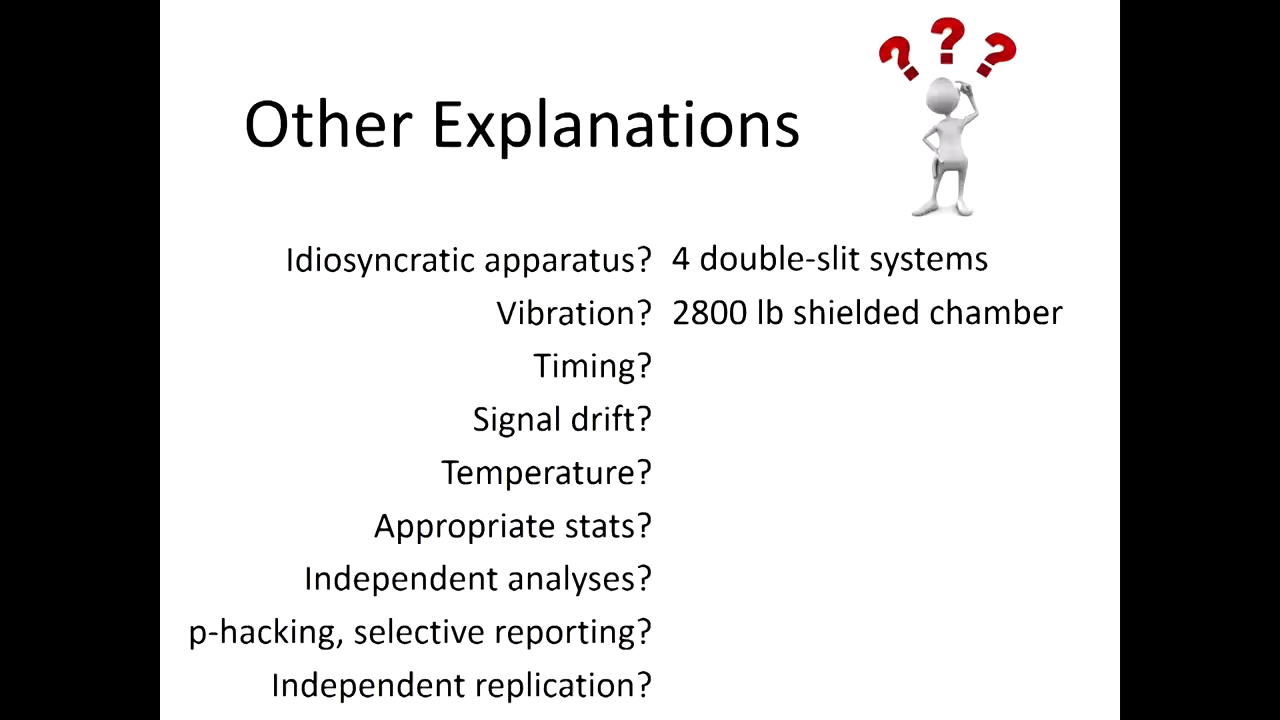 Other Explanations
Idiosyncratic apparatus? 4 double-slit systems
Vibration? 2800 lb shielded chamber
Timing?
Signal drift?
Temperature?
Appropriate stats?
Independent analyses?
p-hacking, selective reporting?
Independent replication?